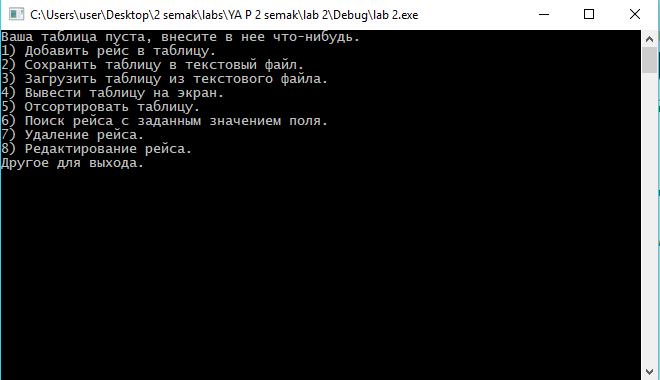 C:\Users\user\Desktop\2 semak\labs\YA P 2 semak\lab 2\Debug\lab 2.exe
Ваша таблица пуста, внесите в нее что-нибудь.
1) Добавить рейс в таблицу.
2) Сохранить таблицу в текстовый файл.
3) Загрузить таблицу из текстового файла.
4) Вывести таблицу на экран.
5) Отсортировать таблицу.
6) Поиск рейса с заданным значением поля.
7) Удаление рейса.
8) Редактирование рейса.
Другое для выхода.